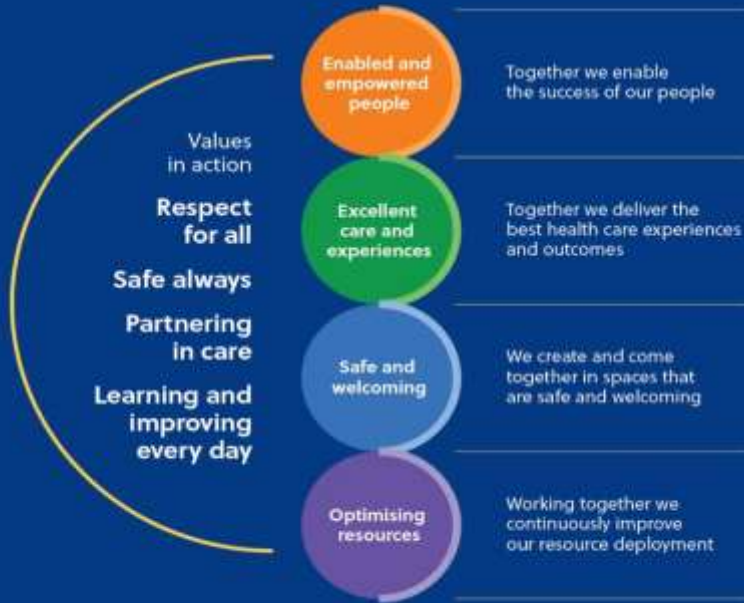 Values
in action
Respect
for all
Safe always
Partnering
in care
Learning and
improving
every day
Enabled and
empowered
people
Together we enable
the success of our people
Excellent
care and
experiences
Together we deliver the
best health care experiences
and outcomes
Safe and
welcoming
We create and come
together in spaces that
are safe and welcoming
Optimising
resources
Working together we
continuously improve
our resource deployment